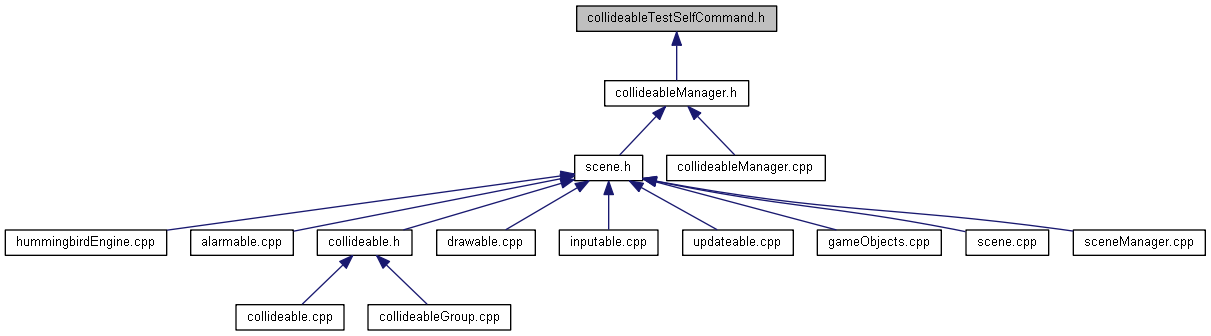 collideableTestSelfCommand.h
collideableManager.h
scene.h
collideableManager.cpp
hummingbirdEngine.cpp
alarmable.cpp
collideable.h
drawable.cpp
inputable.cpp
updateable.cpp
gameObjects.cpp
scene.cpp
sceneManager.cpp
collideable.cpp
collideableGroup.cpp